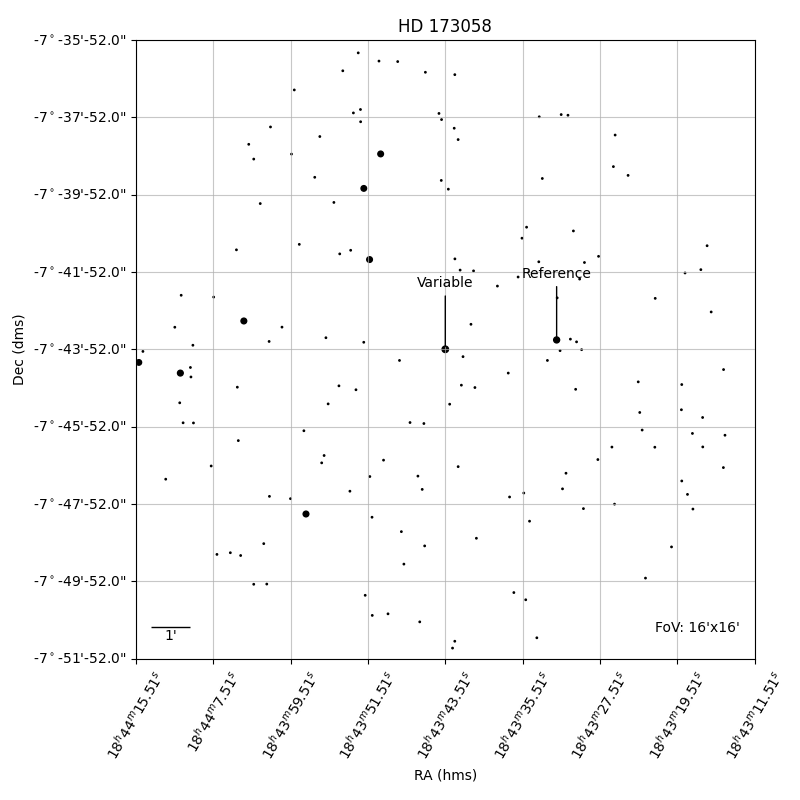 HD 173058
-7°-35'-52.0"
-7°-37'-52.0"
-7°-39'-52.0"
-7°-41'-52.0"
-7°-43'-52.0"
-7°-45'-52.0"
-7°-47'-52.0"
-7°-49'-52.0"
-7°-51'-52.0"
Dec (dms)
Variable
Reference
1'
FoV: 16'x16'
18h44m15.51s
18h44m7.51s
18h43m59.51s
18h43m51.51s
18h43m43.51s
18h43m35.51s
18h43m27.51s
18h43m19.51s
18h43m11.51s
RA (hms)